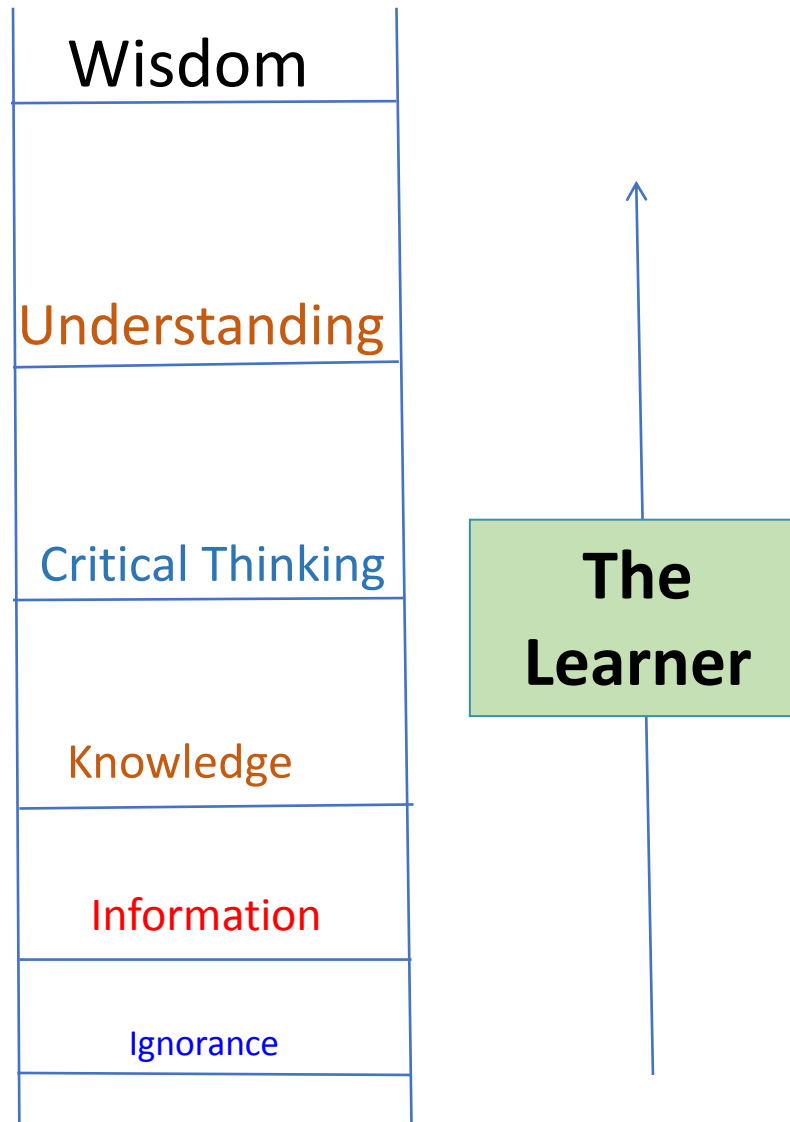 Wisdom
Understanding
Critical Thinking
The
Learner
Knowledge
Information
Ignorance